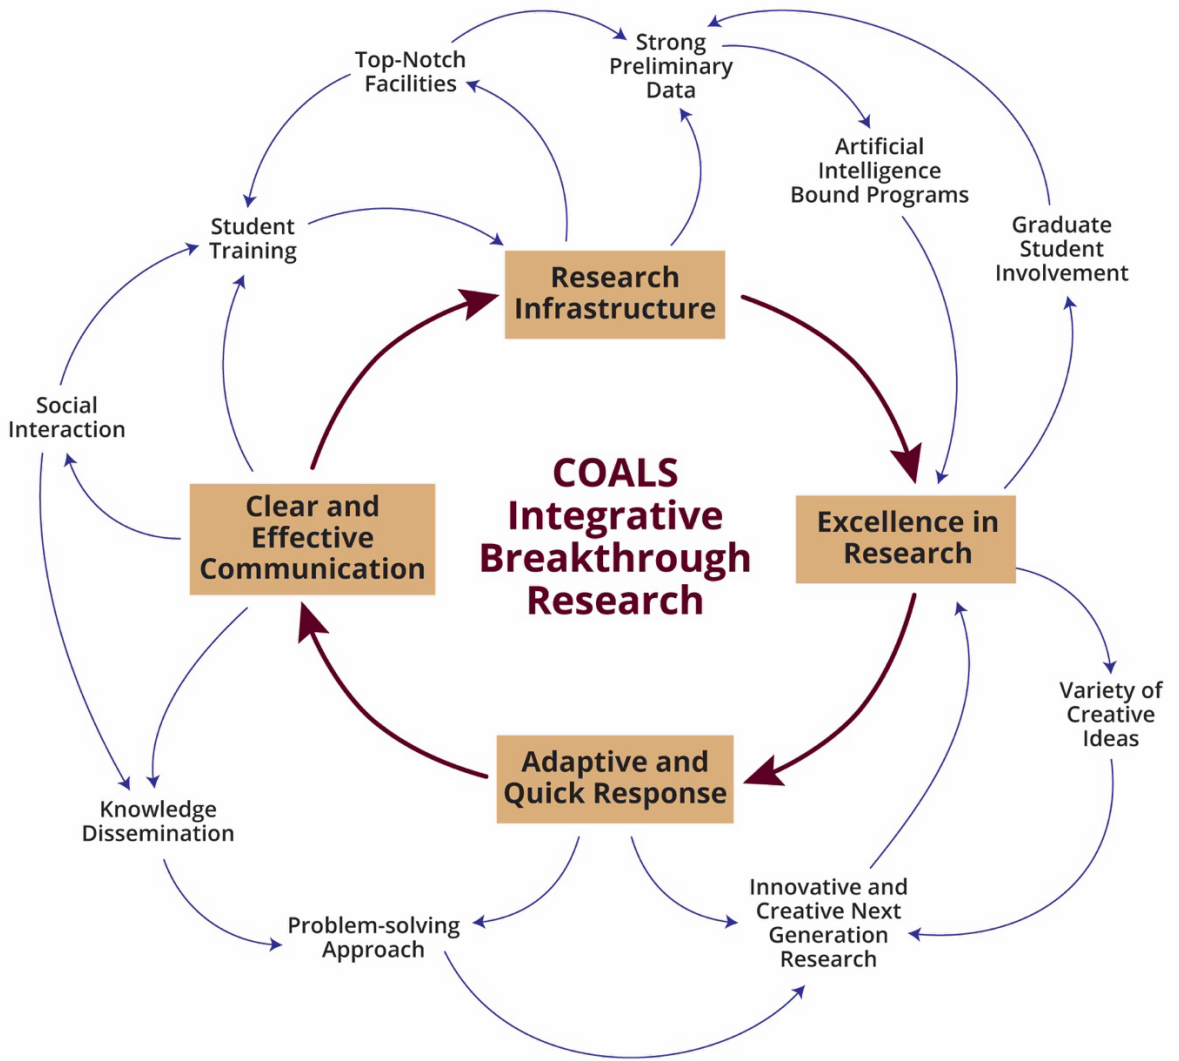 Top-Notch
Facilities
Strong
Preliminary
Data
Artificial
Intelligence
Bound Programs
Student
Training
Graduate
Student
Involvement
Research
Infrastructure
Social
Interaction
Clear and
Effective
Communication
COALS
Integrative
Breakthrough
Research
Excellence in
Research
Variety of
Creative
Ideas
Adaptive and
Quick Response
Knowledge
Dissemination
Problem-solving
Approach
Innovative and
Creative Next
Generation
Research